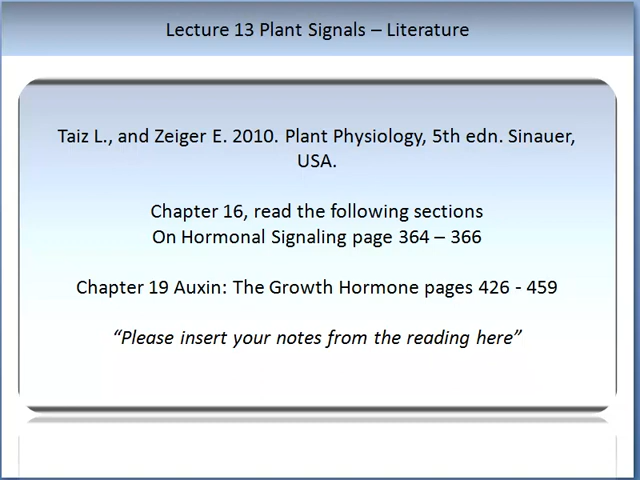 Lecture 13 Plant Signals – Literature
Taiz L., and Zeiger E. 2010. Plant Physiology, 5th edn. Sinauer,
USA.
Chapter 16, read the following sections
On Hormonal Signaling page 364 – 366
Chapter 19 Auxin: The Growth Hormone pages 426 - 459
“Please insert your notes from the reading here”